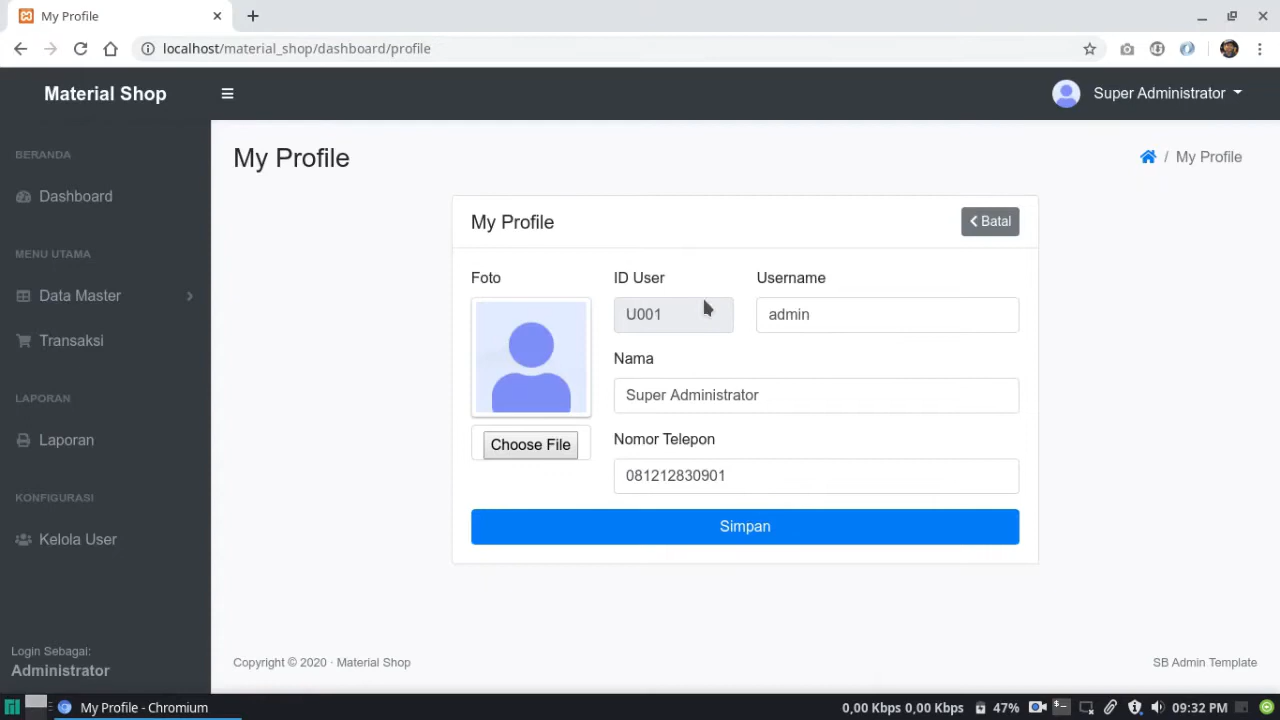 My Profile
localhost/material_shop/dashboard/profile
Material Shop
Super Administrator
BERANDA
Dashboard
MENU UTAMA
Data Master
Transaksi
LAPORAN
Laporan
KONFIGURASI
Kelola User
Login Sebagai:
Administrator
My Profile
/ My Profile
My Profile
Batal
Foto
ID User
Username
U001
admin
Nama
Super Administrator
Choose File
Nomor Telepon
081212830901
Simpan
Copyright © 2020 · Material Shop
SB Admin Template
My Profile - Chromium
0,00 Kbps 0,00 Kbps
47%
09:32 PM